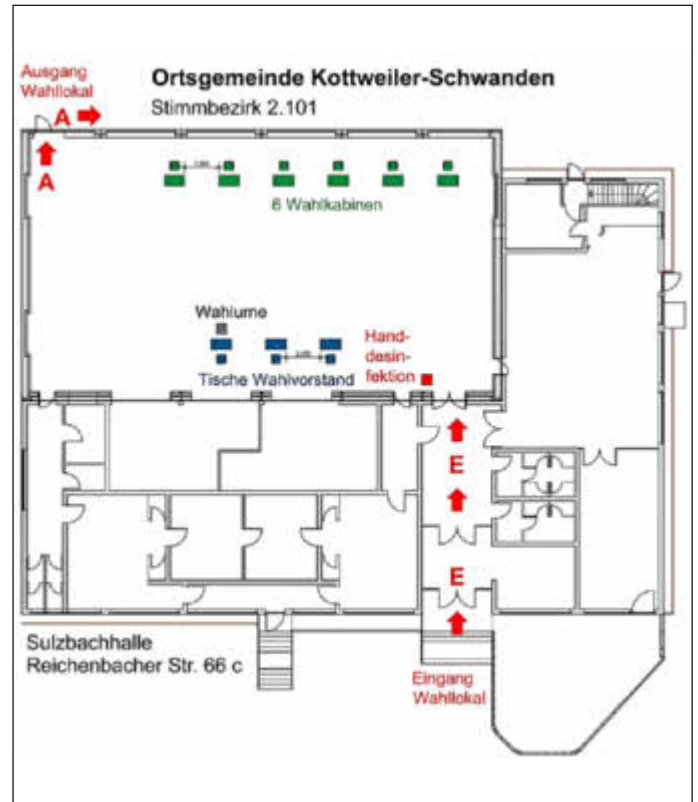 Ausgang
Wahllokal
A
A
Ortsgemeinde Kottweiler-Schwanden
Stimmbezirk 2.101
6 Wahlkabinen
Wahlurne
Tische Wahlvorstand
Hand-
desin-
fektion
E
E
Sulzbachhalle
Reichenbacher Str. 66 c
Eingang
Wahllokal